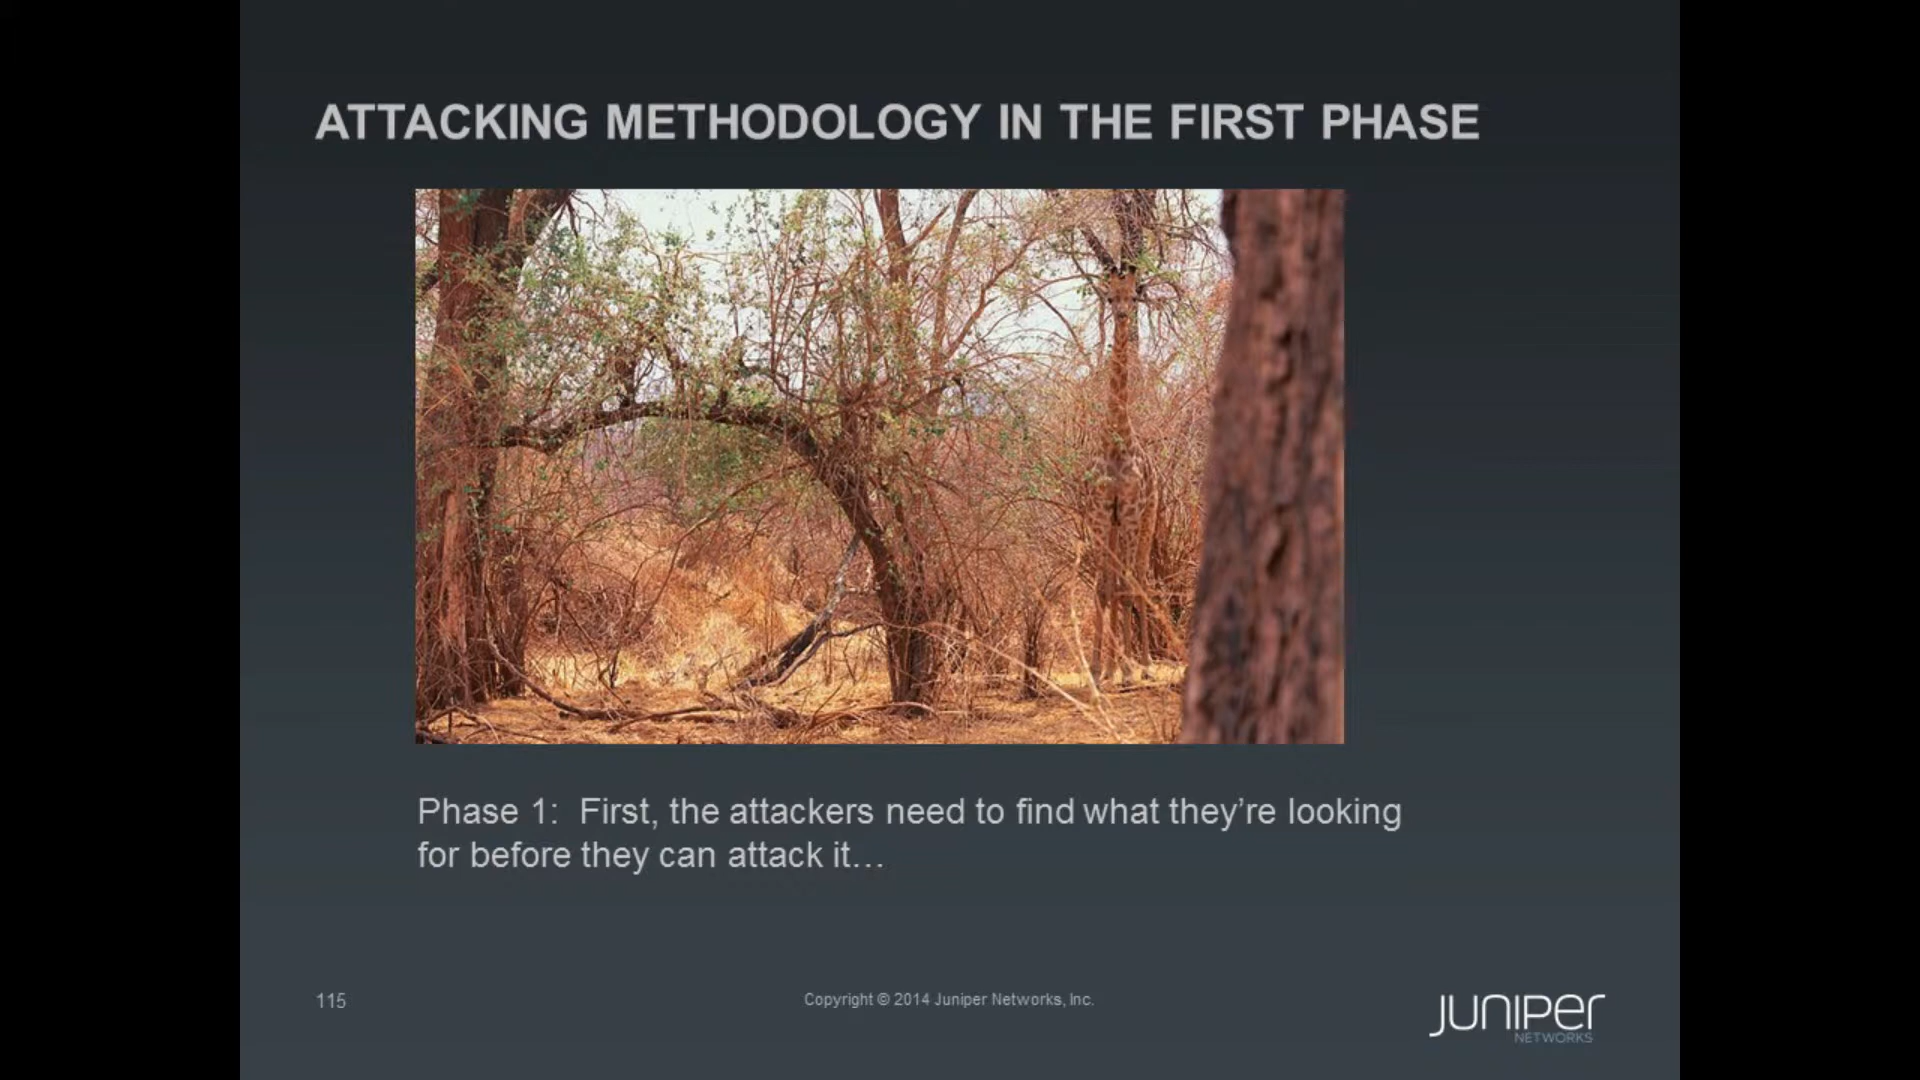 ATTACKING METHODOLOGY IN THE FIRST PHASE
Phase 1:  First, the attackers need to find what they’re looking
for before they can attack it…
115
Copyright © 2014 Juniper Networks, Inc.
JUNIPer
NETWORKS